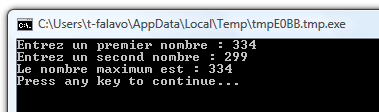 C:\Users\t-falavo\AppData\Local\Temp\tmpE0BB.tmp.exe
Entrez un premier nombre : 334
Entrez un second nombre : 299
Le nombre maximum est : 334
Press any key to continue...